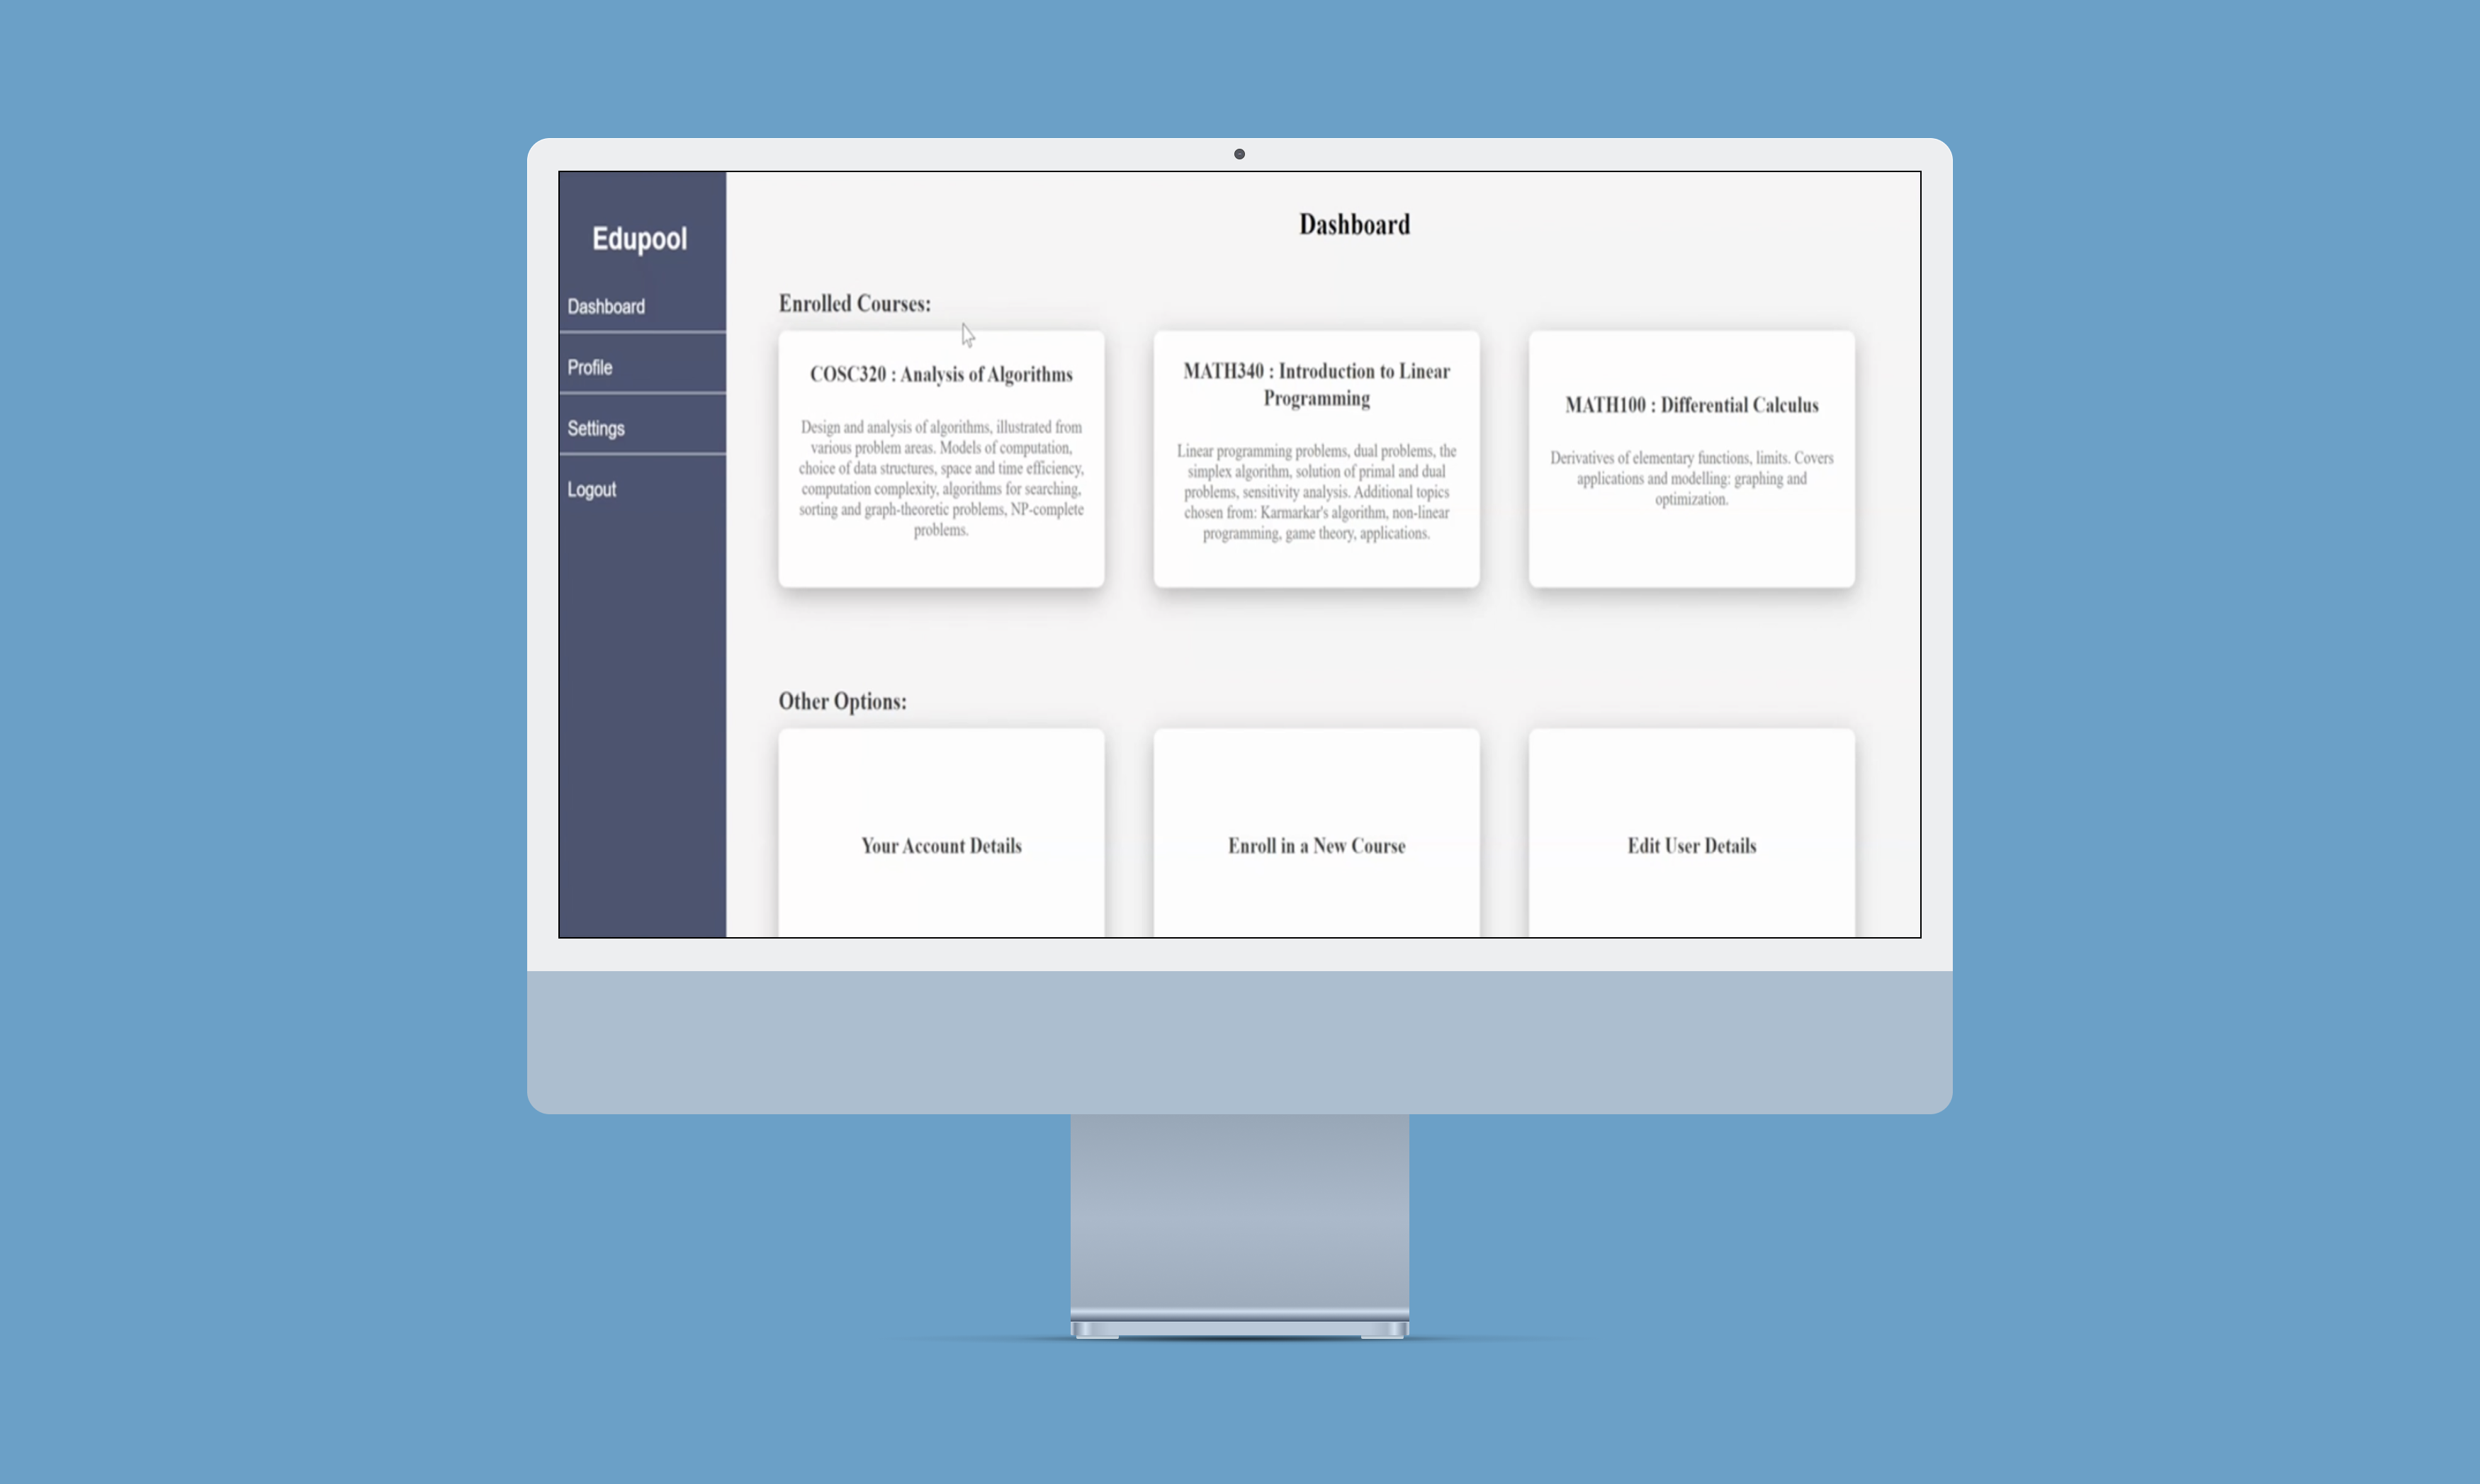 Edupool
Dashboard
Profile
Settings
Logout
Dashboard
Enrolled Courses:
COSC320 : Analysis of Algorithms
Design and analysis of algorithms, illustrated from
various problem areas. Models of computation,
choice of data structures, space and time efficiency,
computation complexity, algorithms for searching,
sorting and graph-theoretic problems, NP-complete
problems.
MATH340 : Introduction to Linear
Programming
Linear programming problems, dual problems, the
simplex algorithm, solution of primal and dual
problems, sensitivity analysis. Additional topics
chosen from: Karmarkar's algorithm, non-linear
programming, game theory, applications.
MATH100 : Differential Calculus
Derivatives of elementary functions, limits. Covers
applications and modelling: graphing and
optimization.
Other Options:
Your Account Details
Enroll in a New Course
Edit User Details